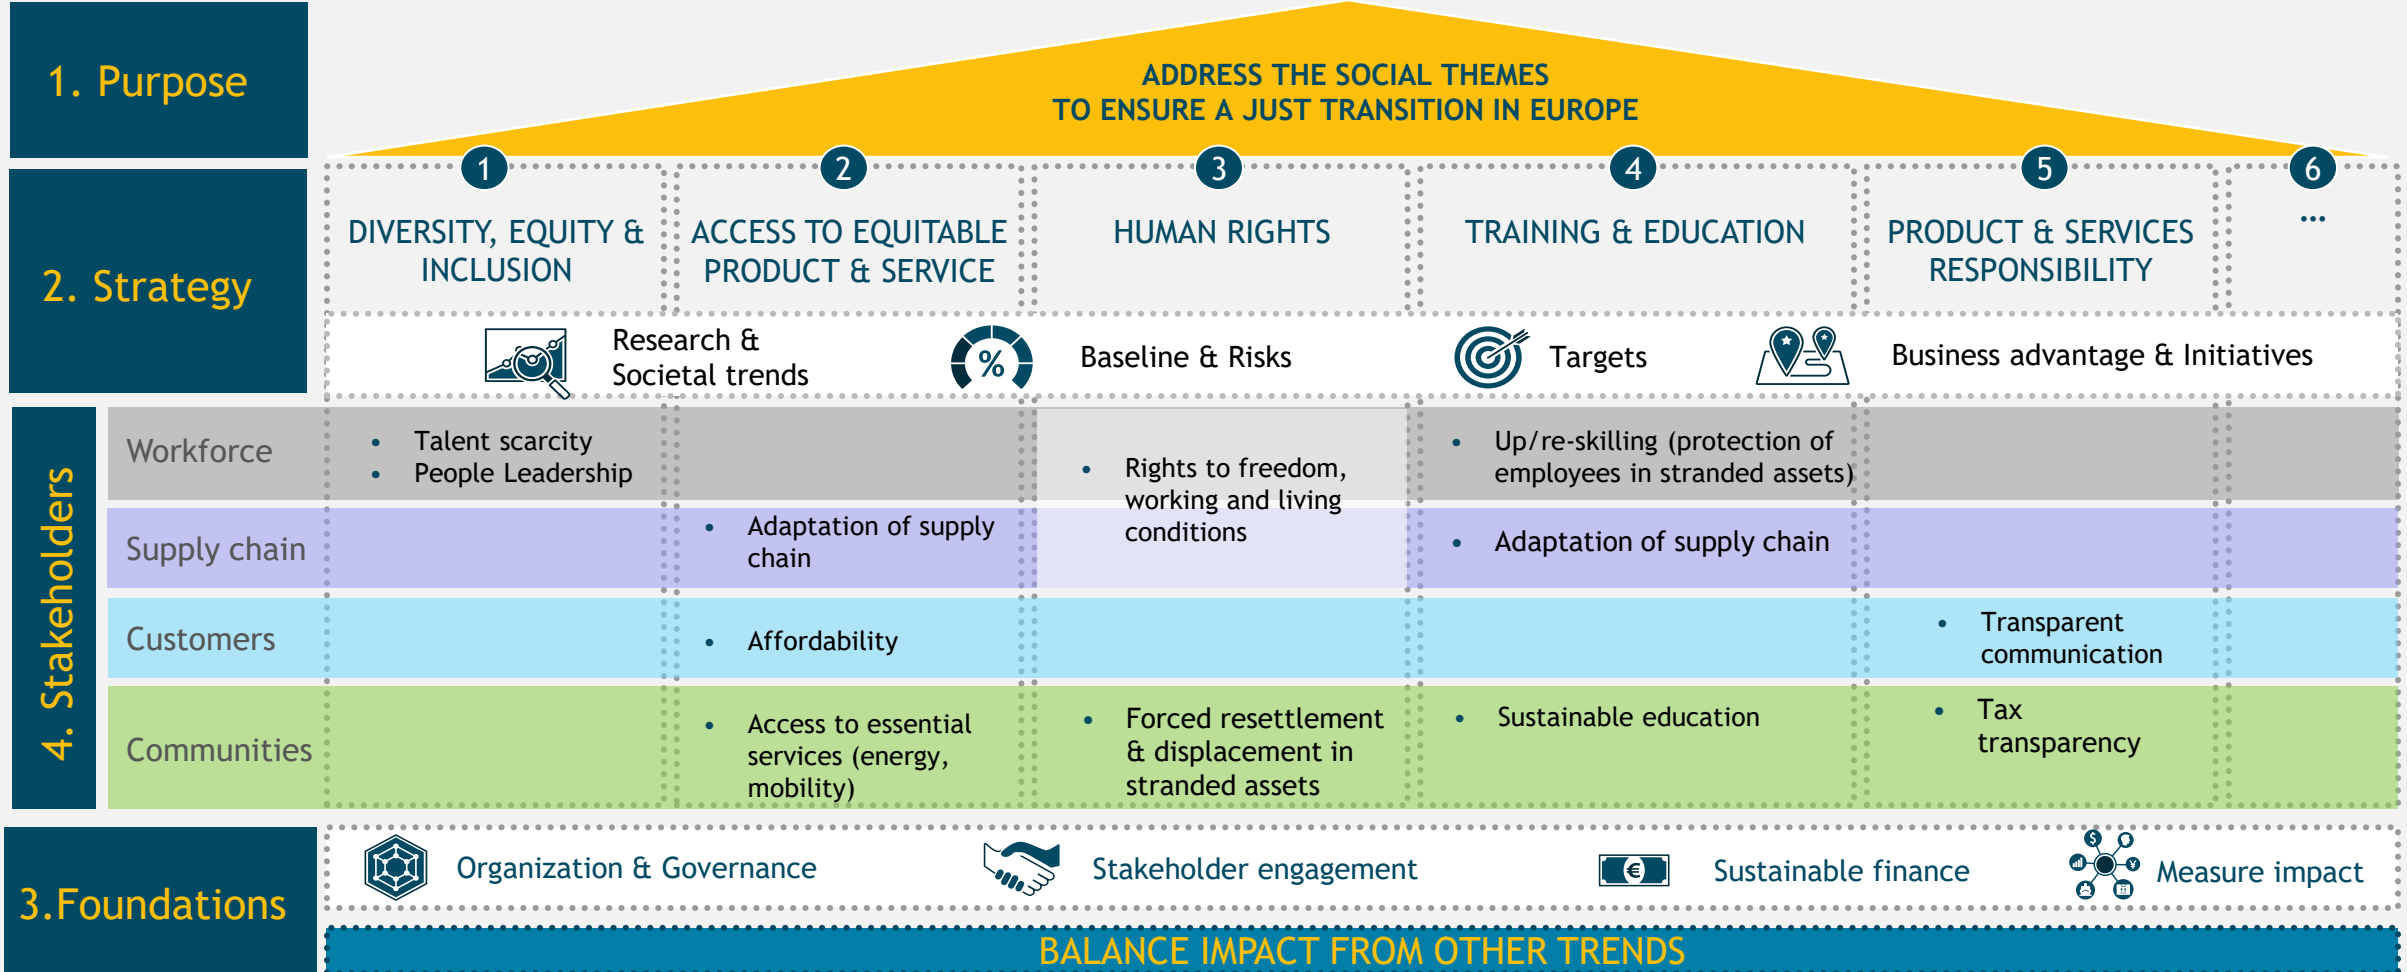 1. Purpose
ADDRESS THE SOCIAL THEMES
TO ENSURE A JUST TRANSITION IN EUROPE
2. Strategy
1
DIVERSITY, EQUITY &
INCLUSION
2
ACCESS TO EQUITABLE
PRODUCT & SERVICE
3
HUMAN RIGHTS
4
TRAINING & EDUCATION
5
PRODUCT & SERVICES
RESPONSIBILITY
6
...
Research &
Societal trends
%
Baseline & Risks
Targets
Business advantage & Initiatives
4. Stakeholders
Workforce
• Talent scarcity
• People Leadership
• Rights to freedom,
working and living
conditions
• Up/re-skilling (protection of
employees in stranded assets)
Supply chain
• Adaptation of supply
chain
• Adaptation of supply chain
Customers
• Affordability
• Transparent
communication
Communities
• Access to essential
services (energy,
mobility)
• Forced resettlement
& displacement in
stranded assets
• Sustainable education
• Tax
transparency
3.Foundations
Organization & Governance
Stakeholder engagement
€
Sustainable finance
$
¥
Measure impact
BALANCE IMPACT FROM OTHER TRENDS